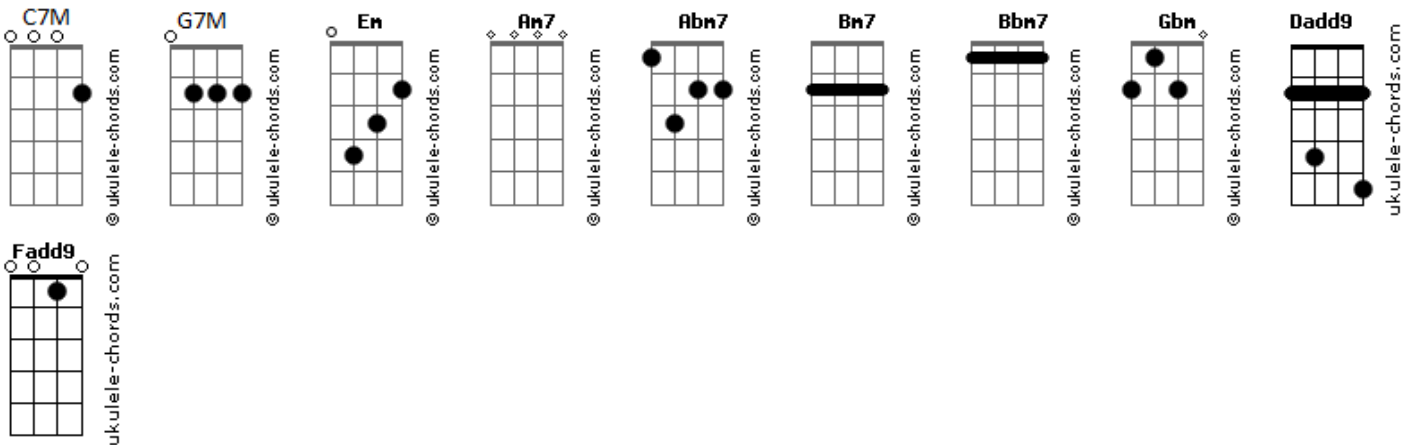 C7M
© ukulele-chords.com
G7M
© ukulele-chords.com
Em
© ukulele-chords.com
Am7
© ukulele-chords.com
Abm7
© ukulele-chords.com
Bm7
© ukulele-chords.com
Bbm7
© ukulele-chords.com
Gbm
© ukulele-chords.com
Dadd9
ukulele-chords.com
Fadd9
ukulele-chords.com